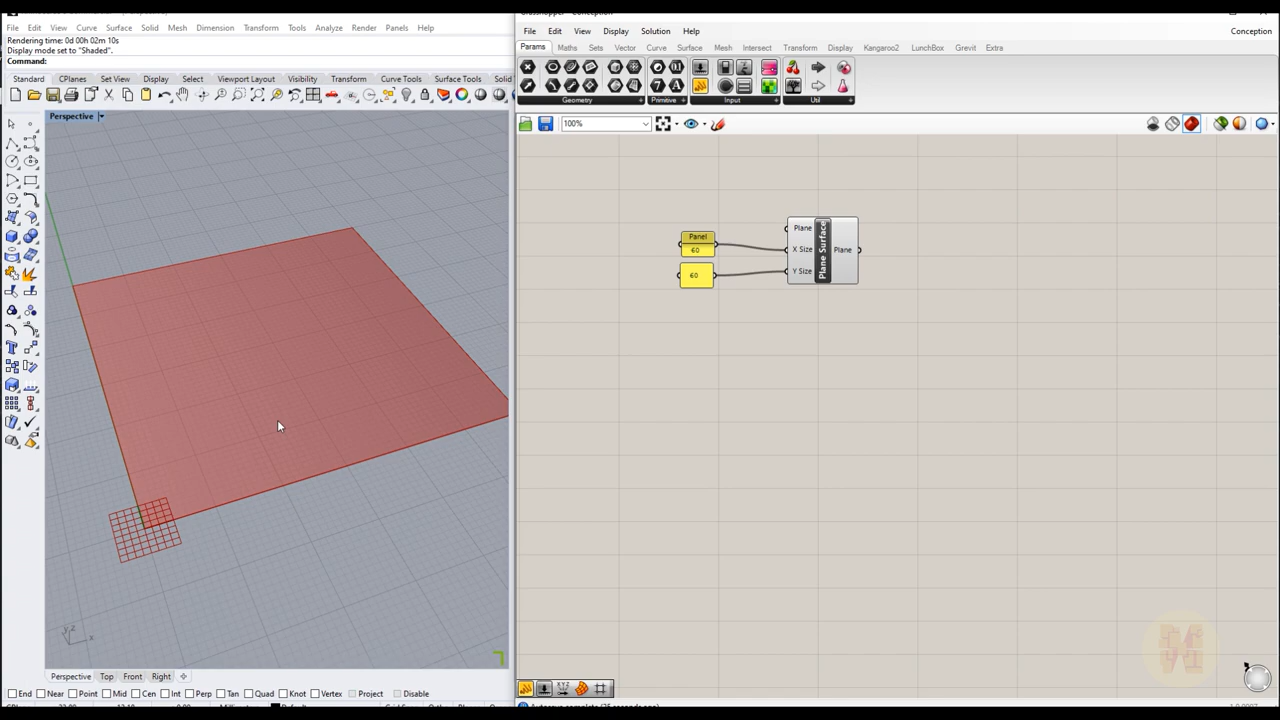 File Edit View Curve Surface Solid Mesh Dimension Transform Tools Analyze Render Panels Help
Rendering time: 0d 00h 02m 10s
Display mode set to "Shaded".
Command:
Standard CPlanes Set View Display Select Viewport Layout Visibility Transform Curve Tools Surface Tools Solid
Perspective
y z
x
Perspective Top Front Right
End Near Point Mid Cen Int Perp Tan Quad Knot Vertex Project Disable
File Edit View Display Solution Help
Conception
Params Maths Sets Vector Curve Surface Mesh Intersect Transform Display Kangaroo2 LunchBox Grevit Extra
Geometry Primitive Input Util
100%
Panel
60
60
Plane
X Size
Y Size
Plane Surface
Plane